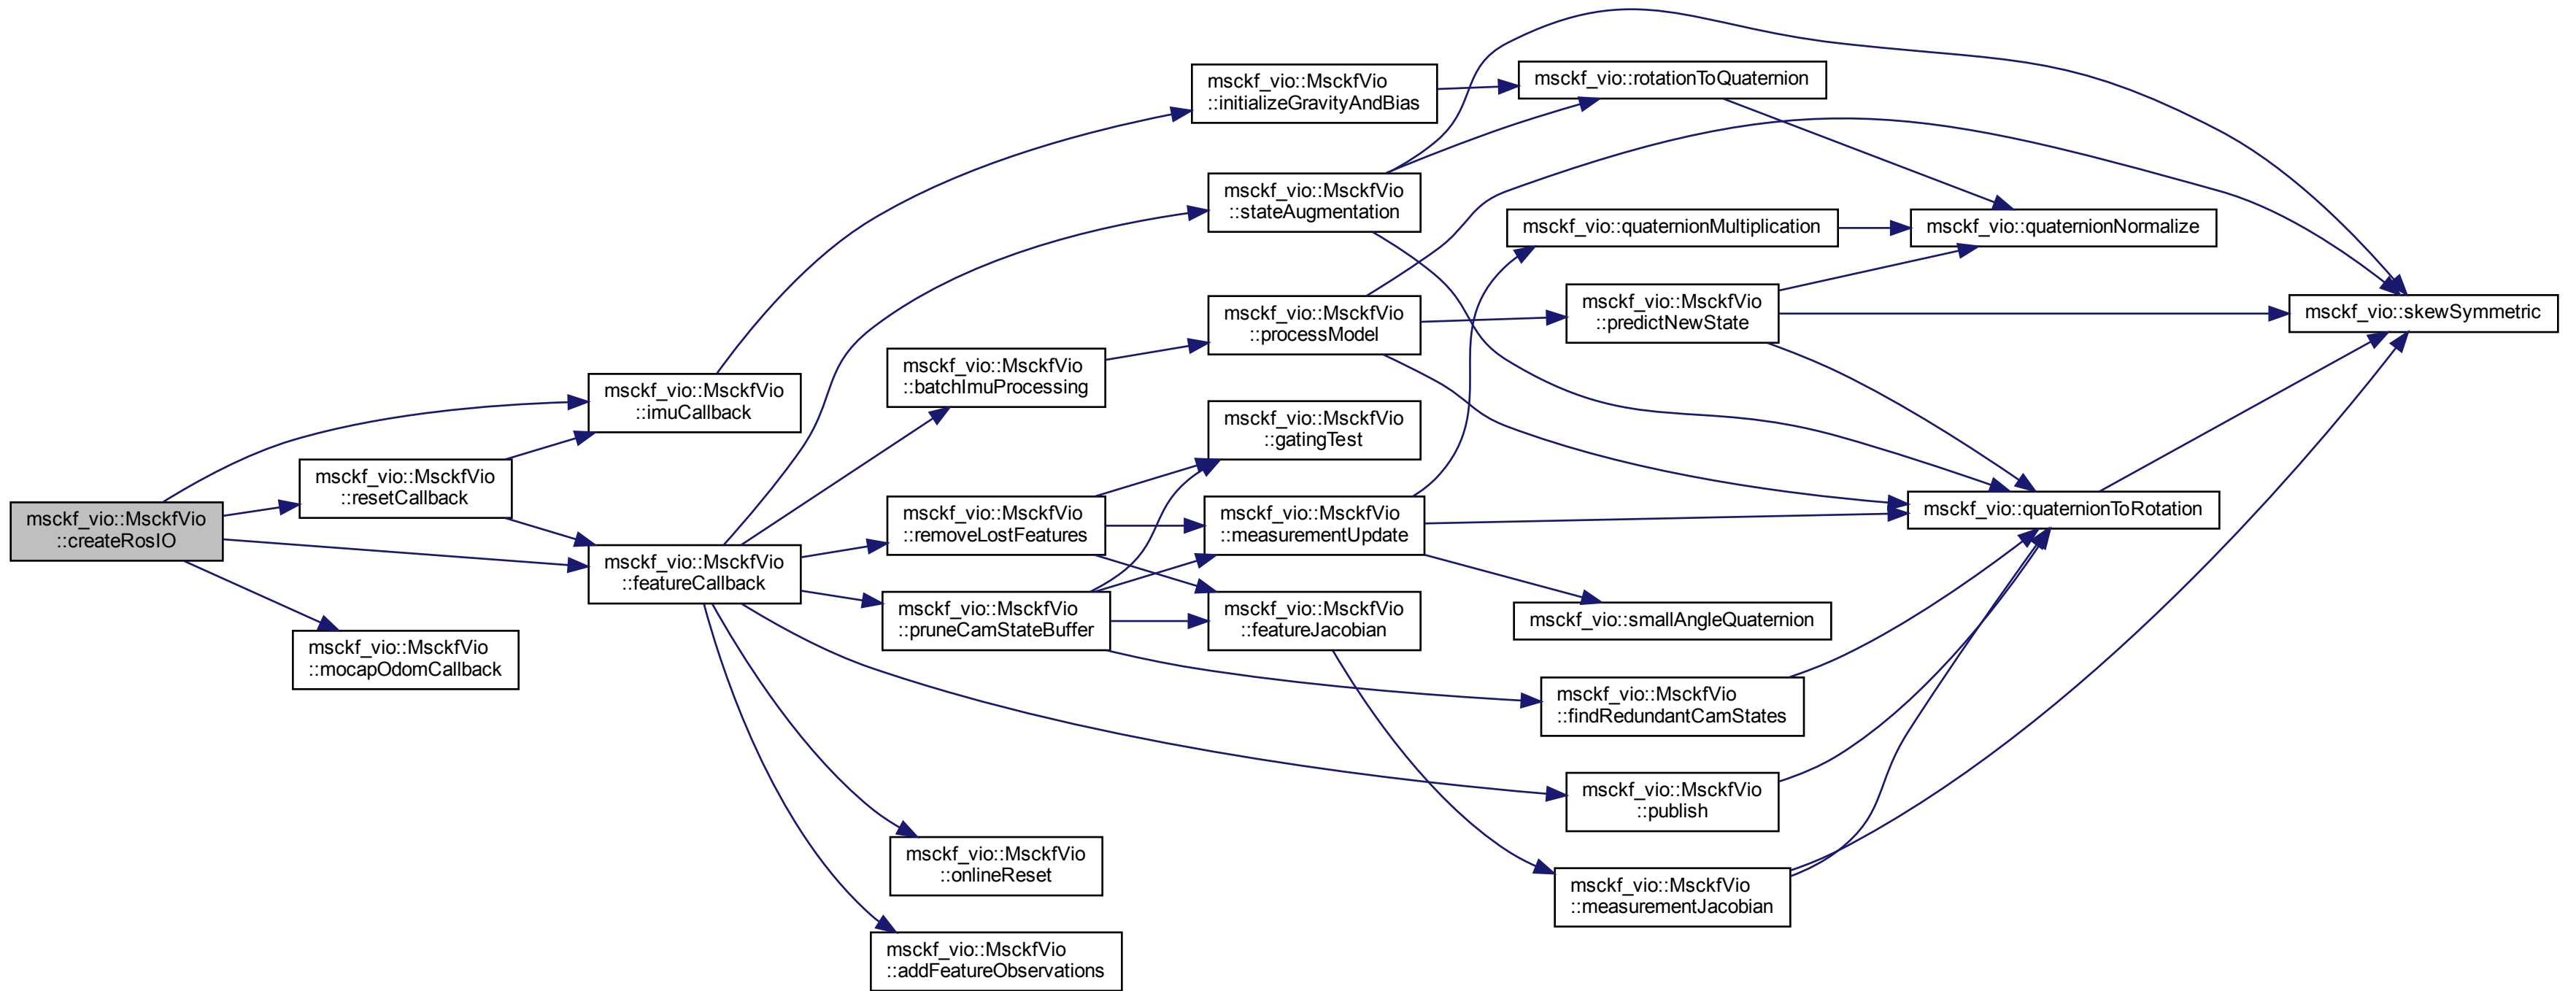 msckf_vio::MsckfVio
::createRosIO
msckf_vio::MsckfVio
::resetCallback
msckf_vio::MsckfVio
::mocapOdomCallback
msckf_vio::MsckfVio
::imuCallback
msckf_vio::MsckfVio
::featureCallback
msckf_vio::MsckfVio
::batchImuProcessing
msckf_vio::MsckfVio
::removeLostFeatures
msckf_vio::MsckfVio
::pruneCamStateBuffer
msckf_vio::MsckfVio
::onlineReset
msckf_vio::MsckfVio
::addFeatureObservations
msckf_vio::MsckfVio
::initializeGravityAndBias
msckf_vio::MsckfVio
::stateAugmentation
msckf_vio::MsckfVio
::processModel
msckf_vio::MsckfVio
::gatingTest
msckf_vio::MsckfVio
::measurementUpdate
msckf_vio::MsckfVio
::featureJacobian
msckf_vio::rotationToQuaternion
msckf_vio::quaternionMultiplication
msckf_vio::MsckfVio
::predictNewState
msckf_vio::smallAngleQuaternion
msckf_vio::MsckfVio
::findRedundantCamStates
msckf_vio::MsckfVio
::publish
msckf_vio::MsckfVio
::measurementJacobian
msckf_vio::quaternionNormalize
msckf_vio::quaternionToRotation
msckf_vio::skewSymmetric